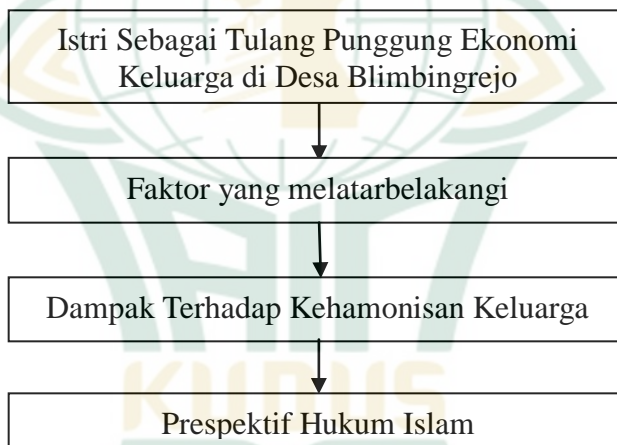 Istri Sebagai Tulang Punggung Ekonomi
Keluarga di Desa Blimbingrejo
Faktor yang melatarbelakangi
Dampak Terhadap Kehamonisan Keluarga
Prespektif Hukum Islam
KUDUS